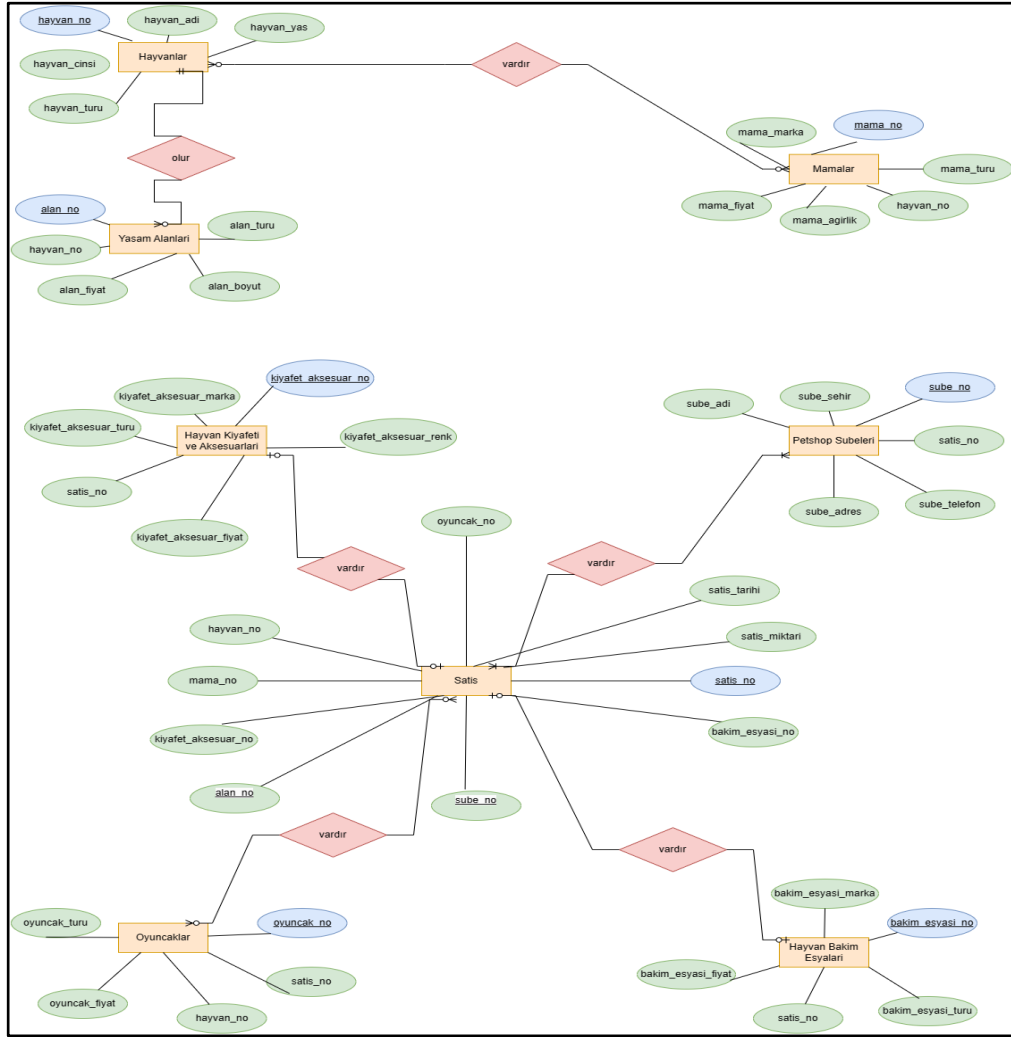 hayvan_no
hayvan_adi
hayvan_yas
Hayvanlar
hayvan_cinsi
vardır
hayvan_turu
mama_no
mama_marka
olur
Mamalar
mama_turu
mama_fiyat
hayvan_no
mama_agirlik
alan_no
alan_turu
Yasam Alanlari
hayvan_no
alan_fiyat
alan_boyut
kiyafet_aksesuar_no
kiyafet_aksesuar_marka
sube_sehir
sube_no
sube_adi
kiyafet_aksesuar_turu
Hayvan Kiyafeti
ve Aksesuarlari
kiyafet_aksesuar_renk
Petshop Subeleri
satis_no
satis_no
sube_telefon
sube_adres
oyuncak_no
kiyafet_aksesuar_fiyat
vardır
vardır
satis_tarihi
hayvan_no
satis_miktari
mama_no
Satis
satis_no
kiyafet_aksesuar_no
bakim_esyasi_no
alan_no
sube_no
vardır
vardır
bakim_esyasi_marka
oyuncak_turu
oyuncak_no
bakim_esyasi_no
Oyuncaklar
Hayvan Bakim
Esyalari
bakim_esyasi_fiyat
satis_no
oyuncak_fiyat
hayvan_no
satis_no
bakim_esyasi_turu